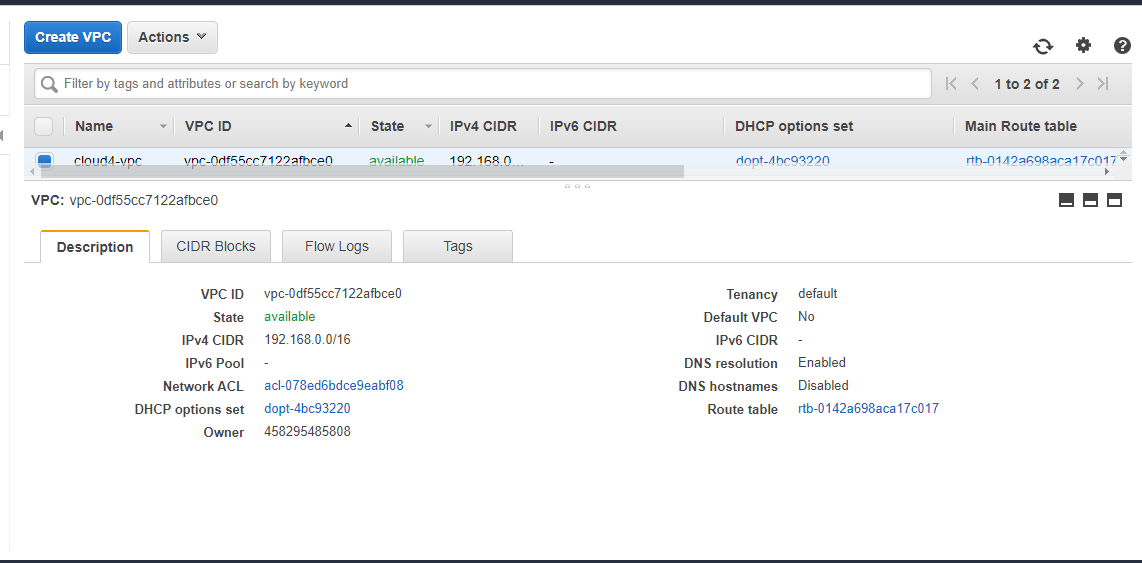 Create VPC Actions
Filter by tags and attributes or search by keyword 1 to 2 of 2
Name VPC ID State IPv4 CIDR IPv6 CIDR DHCP options set Main Route table
cloud4-vpc vpc-0df55cc7122afbce0 available 192.168.0... - dopt-4bc93220 rtb-0142a698aca17c017
VPC: vpc-0df55cc7122afbce0
Description CIDR Blocks Flow Logs Tags
VPC ID vpc-0df55cc7122afbce0 Tenancy default
State available Default VPC No
IPv4 CIDR 192.168.0.0/16 IPv6 CIDR -
IPv6 Pool - DNS resolution Enabled
Network ACL acl-078ed6bdce9eabf08 DNS hostnames Disabled
DHCP options set dopt-4bc93220 Route table rtb-0142a698aca17c017
Owner 458295485808